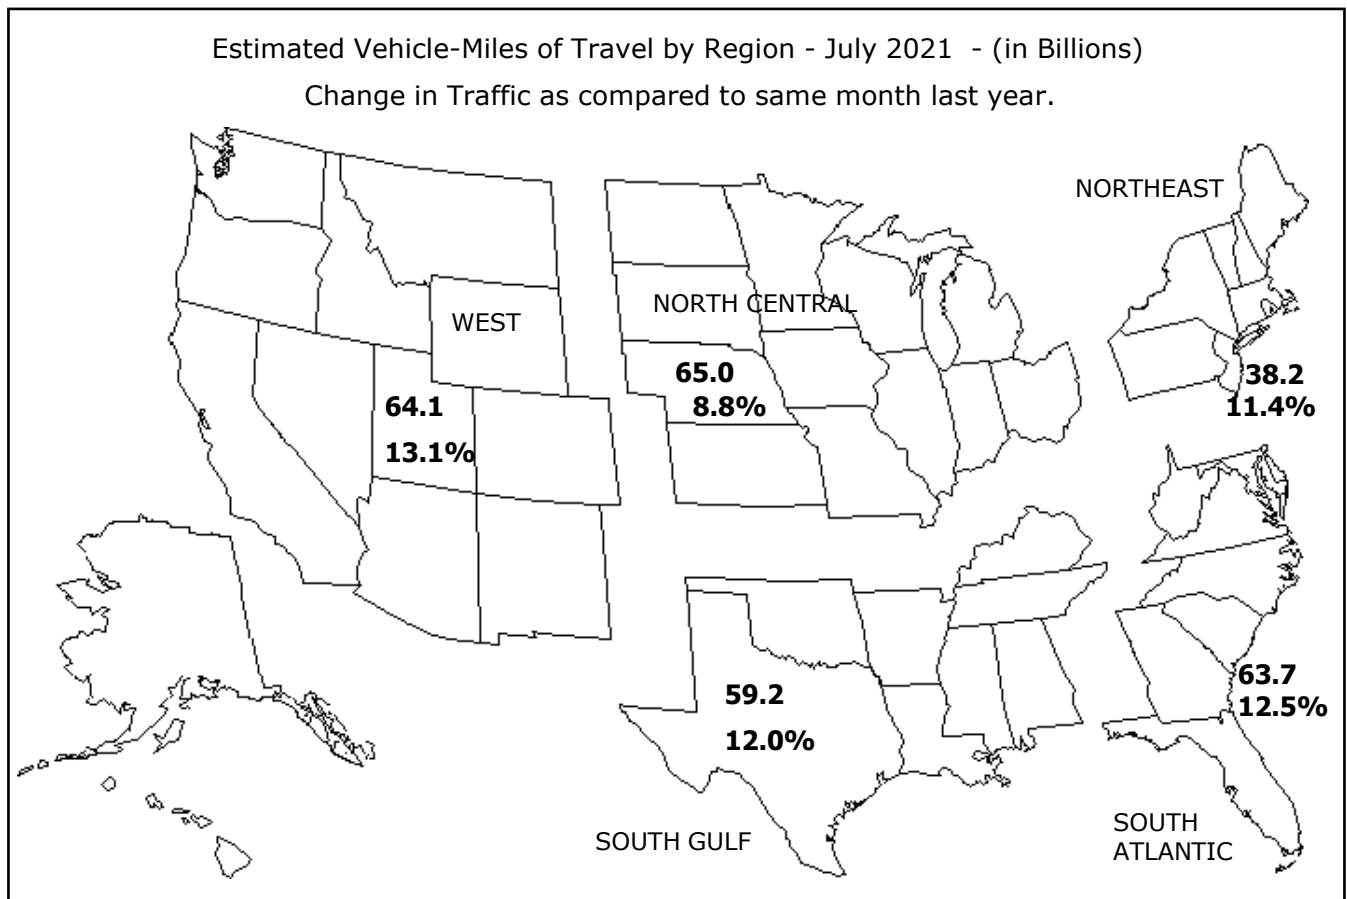 Estimated Vehicle-Miles of Travel by Region - July 2021 - (in Billions)
Change in Traffic as compared to same month last year.
NORTHEAST
NORTH CENTRAL
WEST
65.0
8.8%
38.2
11.4%
64.1
13.1%
59.2
12.0%
63.7
12.5%
SOUTH GULF
SOUTH
ATLANTIC